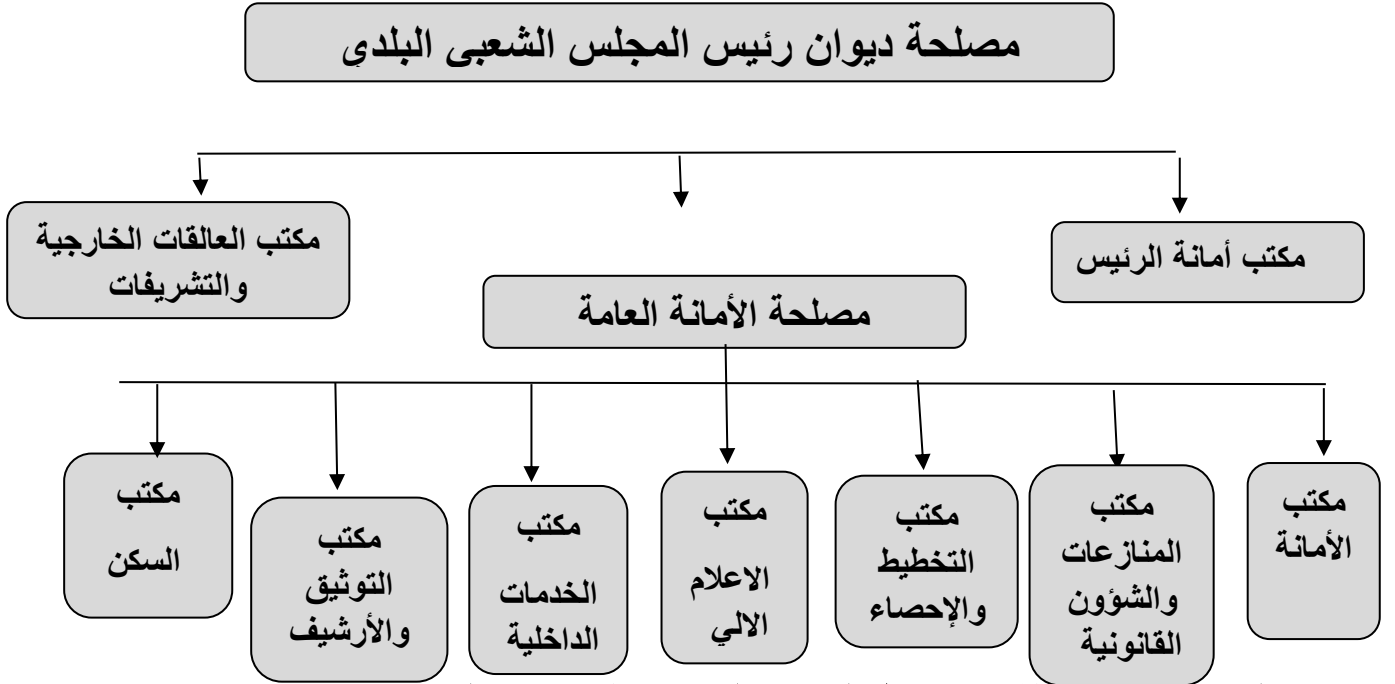 مصلحة ديوان رئيس المجلس الشعبي البلدي
مكتب أمانة الرئيس
مكتب العالقات الخارجية
والتشريفات
مصلحة الأمانة العامة
مكتب
الأمانة
مكتب
المنازعات
والشؤون
القانونية
مكتب
التخطيط
والإحصاء
مكتب
الاعلام
الالي
مكتب
الخدمات
الداخلية
مكتب
التوثيق
والأرشيف
مكتب
السكن